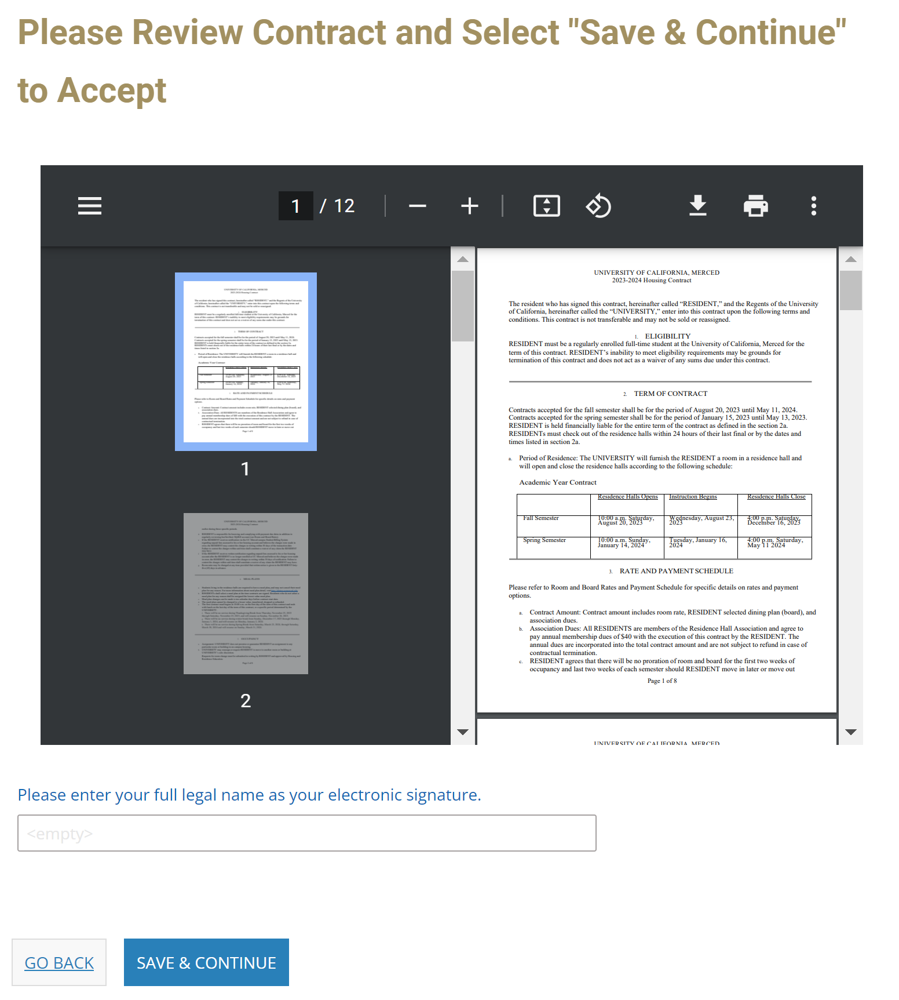 Please Review Contract and Select "Save & Continue"
to Accept
1 / 12
1
2
UNIVERSITY OF CALIFORNIA, MERCED
2023-2024 Housing Contract
The resident who has signed this contract, hereinafter called “RESIDENT,” and the Regents of the University
of California, hereinafter called the “UNIVERSITY,” enter into this contract upon the following terms and
conditions. This contract is not transferable and may not be sold or reassigned.
1. ELIGIBILITY
RESIDENT must be a regularly enrolled full-time student at the University of California, Merced for the
term of this contract. RESIDENT’s inability to meet eligibility requirements may be grounds for
termination of this contract and does not act as a waiver of any sums due under this contract.
2. TERM OF CONTRACT
Contracts accepted for the fall semester shall be for the period of August 20, 2023 until May 11, 2024.
Contracts accepted for the spring semester shall be for the period of January 15, 2023 until May 13, 2023.
RESIDENT is held financially liable for the entire term of the contract as defined in the section 2a.
RESIDENTs must check out of the residence halls within 24 hours of their last final or by the dates and
times listed in section 2a.
a. Period of Residence: The UNIVERSITY will furnish the RESIDENT a room in a residence hall and
will open and close the residence halls according to the following schedule:
Academic Year Contract
Residence Halls Opens Instruction Begins Residence Halls Close
Fall Semester 10:00 a.m. Saturday, Wednesday, August 23, 4:00 p.m. Saturday,
August 20, 2023 2023 December 16, 2023
Spring Semester 10:00 a.m. Sunday, Tuesday, January 16, 4:00 p.m. Saturday,
January 14, 2024 2024 May 11 2024
3. RATE AND PAYMENT SCHEDULE
Please refer to Room and Board Rates and Payment Schedule for specific details on rates and payment
options.
a. Contract Amount: Contract amount includes room rate, RESIDENT selected dining plan (board), and
association dues.
b. Association Dues: All RESIDENTS are members of the Residence Hall Association and agree to
pay annual membership dues of $40 with the execution of this contract by the RESIDENT. The
annual dues are incorporated into the total contract amount and are not subject to refund in case of
contractual termination.
c. RESIDENT agrees that there will be no proration of room and board for the first two weeks of
occupancy and last two weeks of each semester should RESIDENT move in later or move out
Page 1 of 8
UNIVERSITY OF CALIFORNIA, MERCED
Please enter your full legal name as your electronic signature.
<empty>
GO BACK
SAVE & CONTINUE